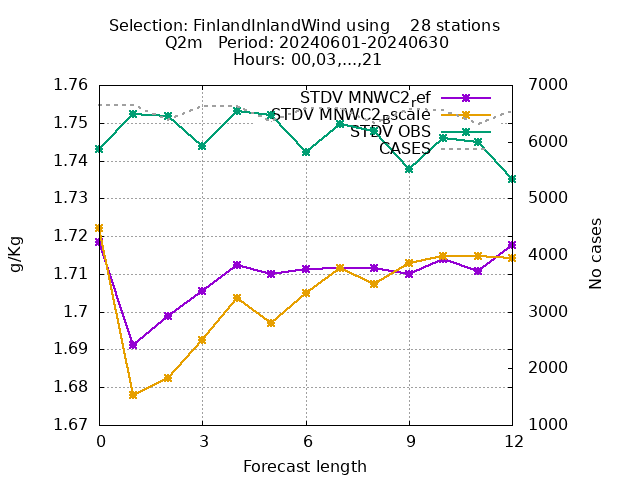 Selection: FinlandInlandWind using    28 stations
Q2m   Period: 20240601-20240630
Hours: 00,03,...,21
1.76
1.75
1.74
1.73
1.72
1.71
1.7
1.69
1.68
1.67
g/Kg
7000
6000
5000
4000
3000
2000
1000
No cases
STDV MNWC2_ref
STDV MNWC2_B_scale
STDV OBS
CASES
0
3
6
9
12
Forecast length